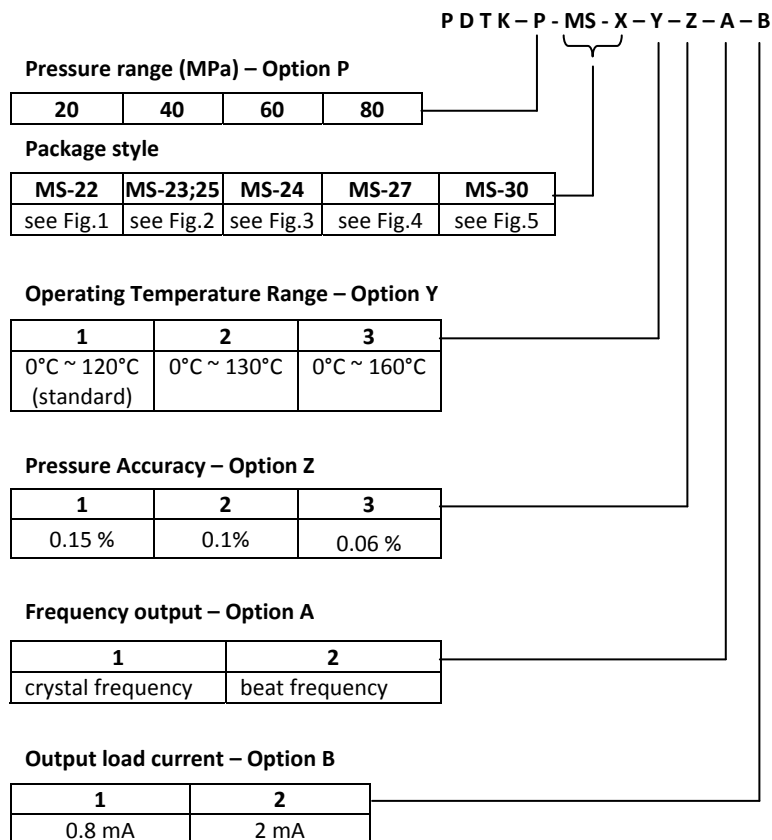 P D T K – P - MS - X – Y – Z – A – B
Pressure range (MPa) – Option P
20 40 60 80
Package style
MS-22 MS-23;25 MS-24 MS-27 MS-30
see Fig.1 see Fig.2 see Fig.3 see Fig.4 see Fig.5
Operating Temperature Range – Option Y
1 2 3
0°C ~ 120°C 0°C ~ 130°C 0°C ~ 160°C
(standard)
Pressure Accuracy – Option Z
1 2 3
0.15 % 0.1% 0.06 %
Frequency output – Option A
1 2
crystal frequency beat frequency
Output load current – Option B
1 2
0.8 mA 2 mA